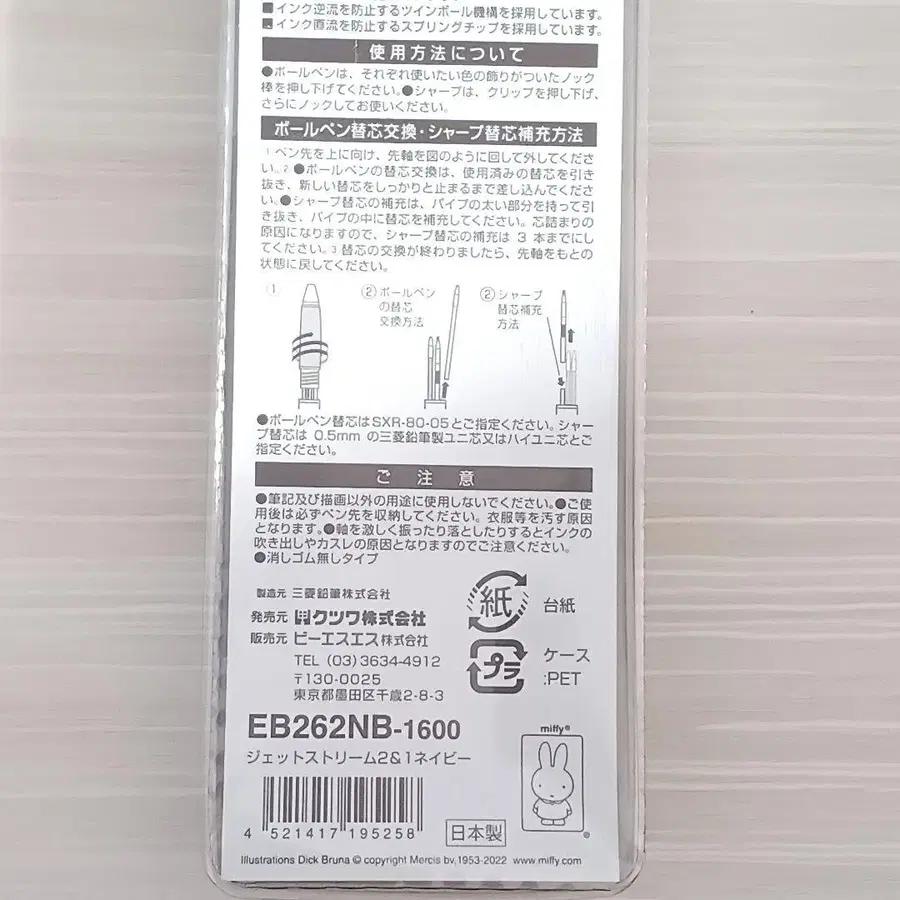 ■インク逆流を防止するツインボール機構を採用しています。
■インク直流を防止するスプリングチップを採用しています。
使用方法について
●ボールペンは、それぞれ使いたい色の飾りがついたノック
棒を押し下げてください。●シャープは、クリップを押し下げ、
さらにノックしてお使いください。
ボールペン替芯交換・シャープ替芯補充方法
1 ペン先を上に向け、先軸を図のように回して外してくださ
い。2 ●ボールペンの替芯交換は、使用済みの替芯を引き
抜き、新しい替芯をしっかりと止まるまで差し込んでくださ
い。●シャープ替芯の補充は、パイプの太い部分を持って引
き抜き、パイプの中に替芯を補充してください。芯詰まりの
原因になりますので、シャープ替芯の補充は 3 本までにし
てください。3 替芯の交換が終わりましたら、先軸をもとの
状態に戻してください。
① ②ボールペン ②シャープ
の替芯 替芯補充
交換方法 方法
●ボールペン替芯はSXR-80-05とご指定ください。シャー
プ替芯は 0.5mm の三菱鉛筆製ユニ芯又はハイユニ芯とご
指定ください。
ご注意
●筆記及び描画以外の用途に使用しないでください。●ご使
用後は必ずペン先を収納してください。衣服等を汚す原因
となります。●軸を激しく振ったり落としたりするとインクの
吹き出しやカスレの原因となりますのでご注意ください。
●消しゴム無しタイプ
製造元 三菱鉛筆株式会社
発売元 クツワ株式会社
販売元 ビーエスエス株式会社
TEL (03)3634-4912
〒130-0025
東京都墨田区千歳2-8-3
紙 台紙
プラ ケース
:PET
EB262NB-1600
ジェットストリーム2&1ネイビー
miffy®
4 521417 195258
日本製
®
Illustrations Dick Bruna © copyright Mercis bv,1953-2022 www.miffy.com